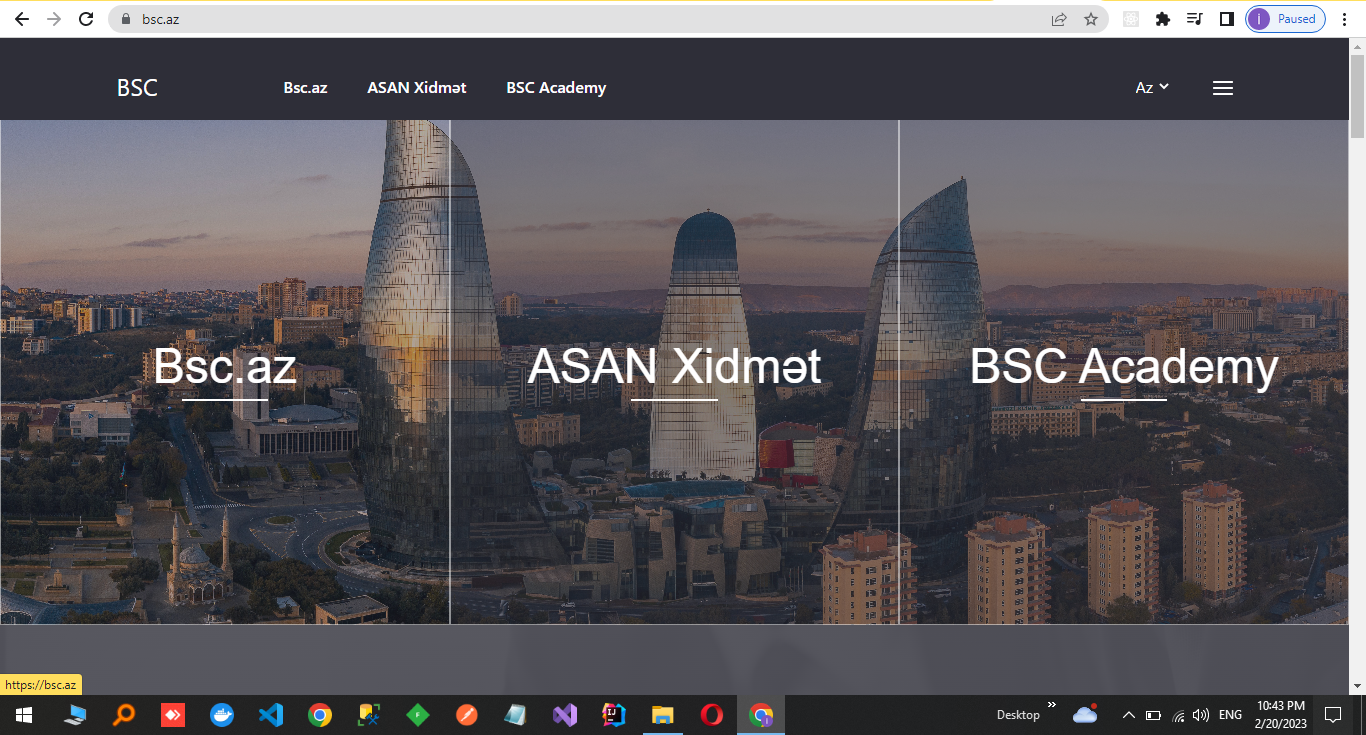 bsc.az
i Paused
BSC Bsc.az ASAN Xidmət BSC Academy Az
Bsc.az ASAN Xidmət BSC Academy
https://bsc.az
Desktop ENG 10:43 PM
2/20/2023